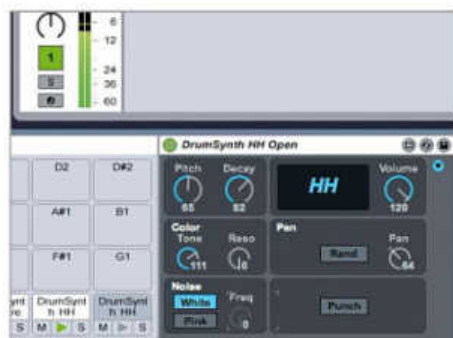 6
12
1
24
S
36
60
DrumSynth HH Open
D2 D#2
Pitch Decay Volume
HH
65 82 120
A#1 B1
Color Pan
Tone Reso Pan
Rand
111 0 64
F#1 G1
Noise
White Freq
Pink 0
Punch
DrumSynt h HH DrumSynt h HH
S M S M S